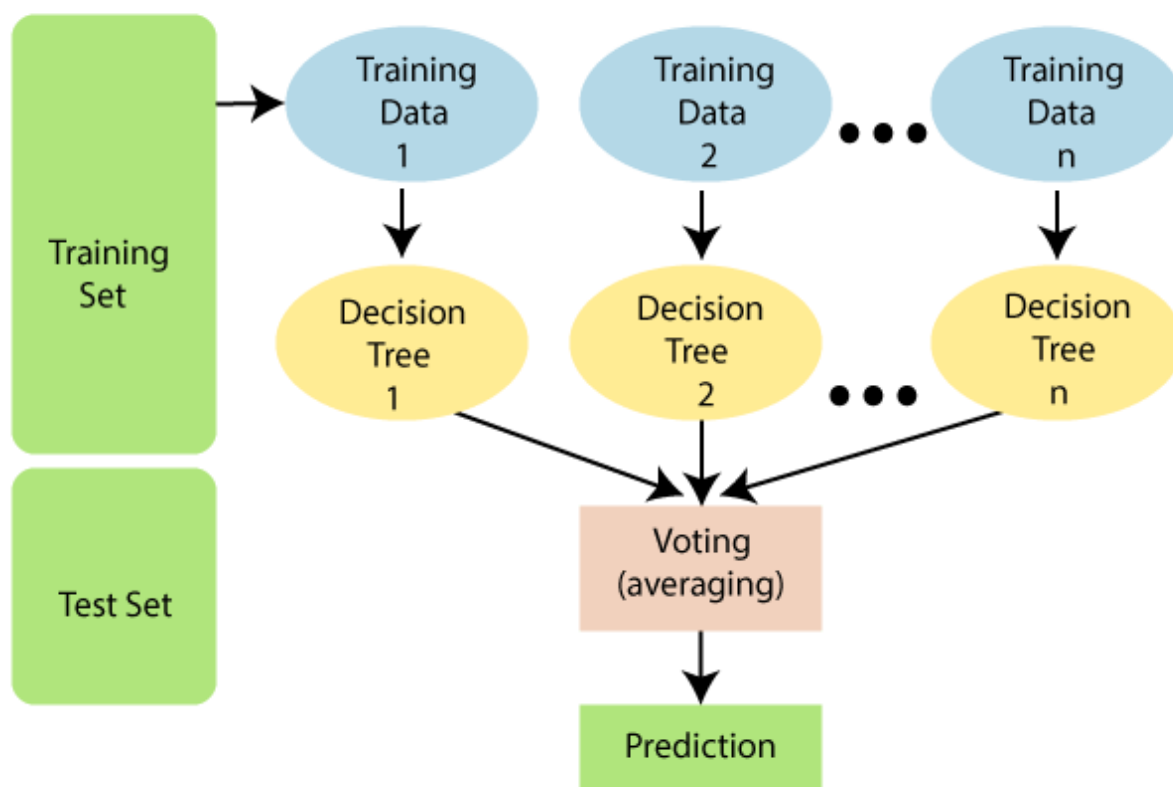 Training
Set
Test Set
Training
Data
1
Training
Data
2
Training
Data
n
Decision
Tree
1
Decision
Tree
2
Decision
Tree
n
Voting
(averaging)
Prediction